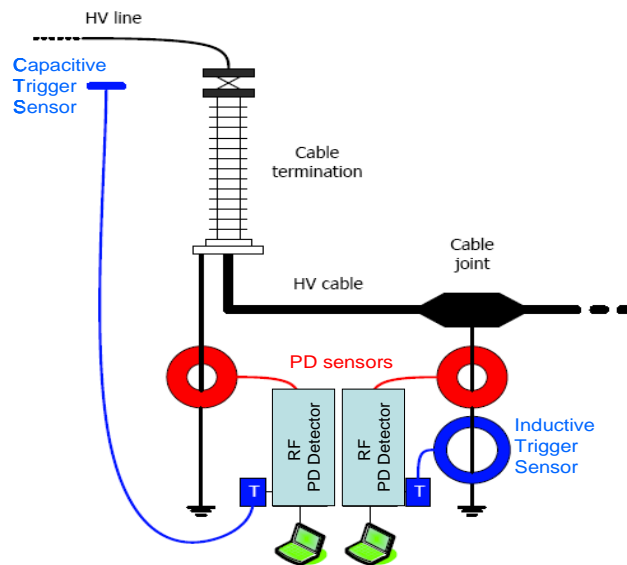 HV line
Capacitive
Trigger
Sensor
Cable
termination
Cable
joint
HV cable
PD sensors
RF
PD Detector
RF
PD Detector
Inductive
Trigger
Sensor
T
T